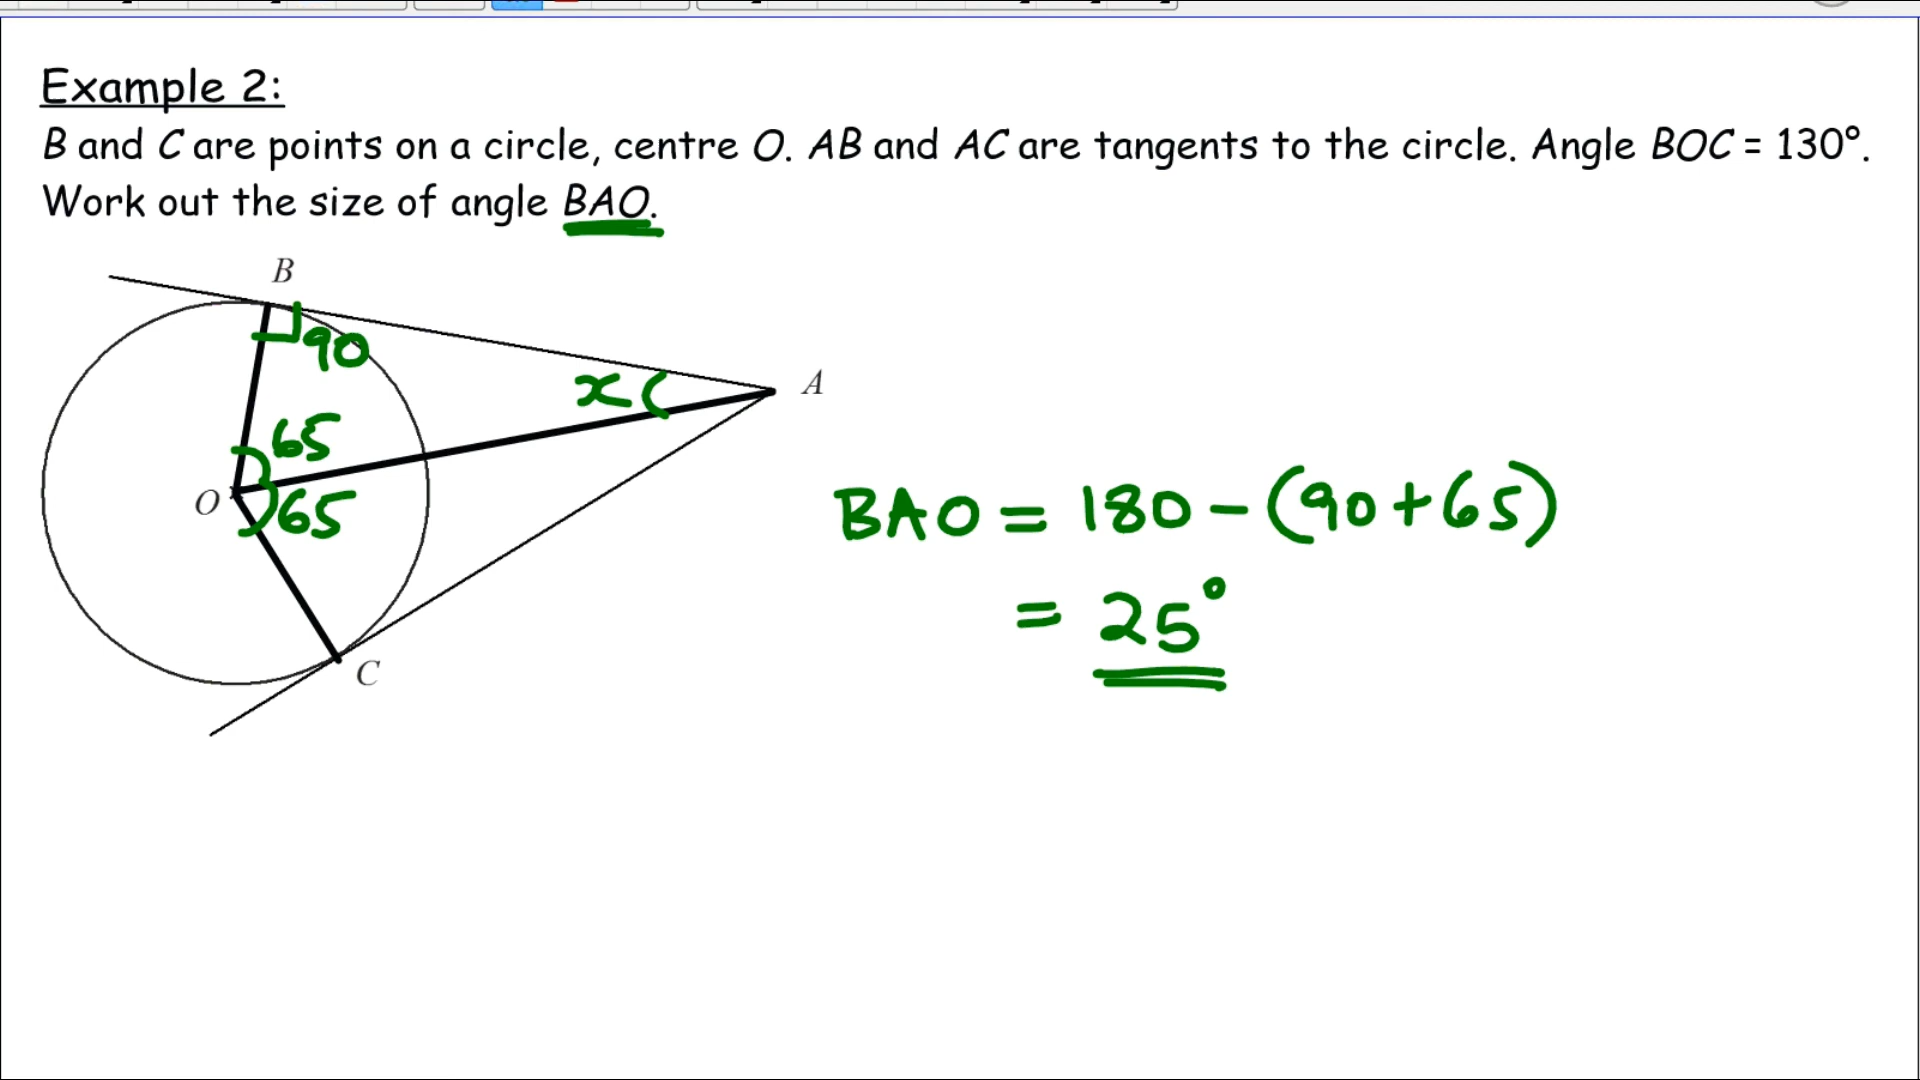 Example 2:
B and C are points on a circle, centre O. AB and AC are tangents to the circle. Angle BOC = 130°.
Work out the size of angle BAO.
B
90
A
x
65
O
65
C
BAO = 180 - (90+65)
= 25°